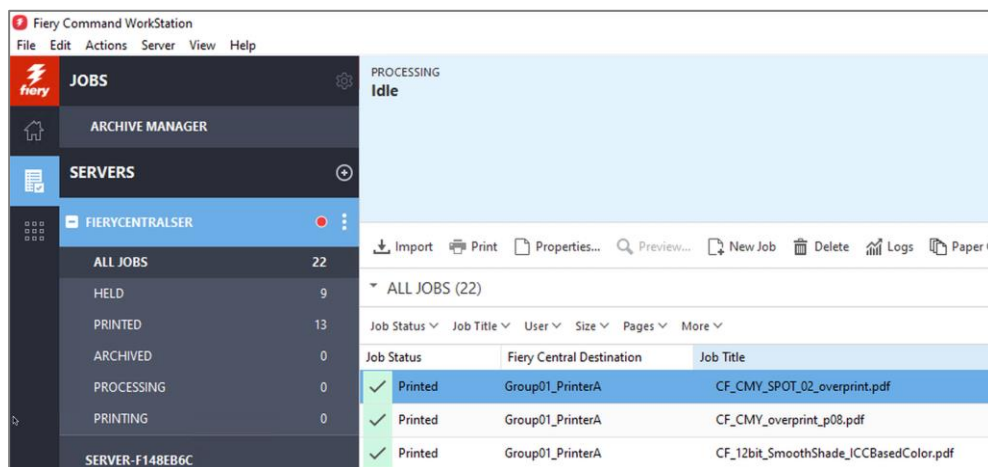 Fiery Command WorkStation
File Edit Actions Server View Help
fiery
JOBS
ARCHIVE MANAGER
SERVERS
FIERYCENTRALSER
ALL JOBS 22
HELD 9
PRINTED 13
ARCHIVED 0
PROCESSING 0
PRINTING 0
SERVER-F148EB6C
PROCESSING
Idle
Import Print Properties... Preview... New Job Delete Logs Paper
ALL JOBS (22)
Job Status Job Title User Size Pages More
Job Status Fiery Central Destination Job Title
Printed Group01_PrinterA CF_CMY_SPOT_02_overprint.pdf
Printed Group01_PrinterA CF_CMY_overprint_p08.pdf
Printed Group01_PrinterA CF_12bit_SmoothShade_ICCBasedColor.pdf